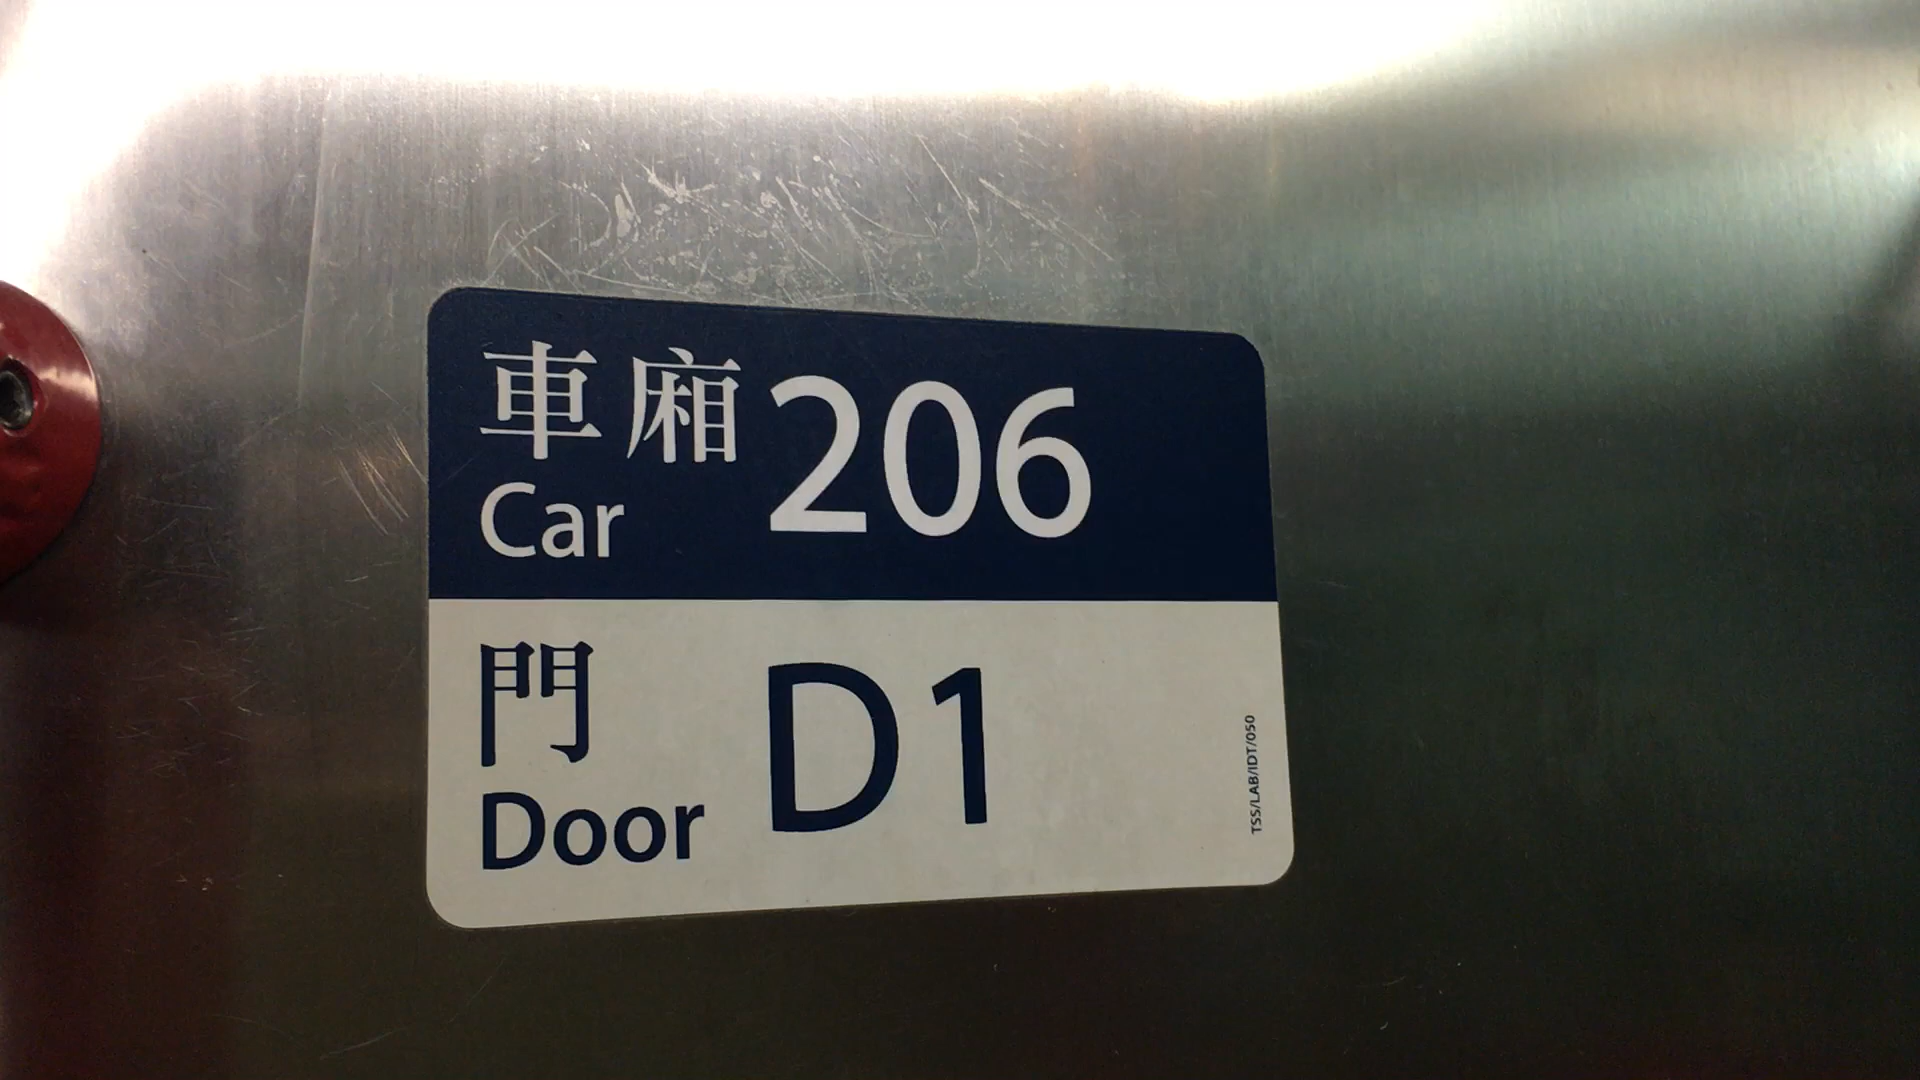 車廂 206
Car
門 D1
Door
TSS/LAB/IDT/050